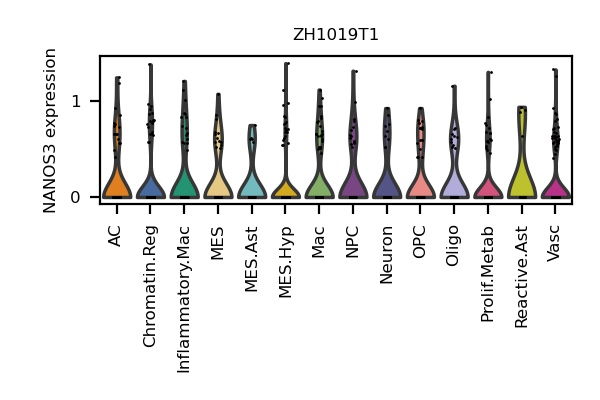 ZH1019T1
NANOS3 expression
1
0
AC
Chromatin.Reg
Inflammatory.Mac
MES
MES.Ast
MES.Hyp
Mac
NPC
Neuron
OPC
Oligo
Prolif.Metab
Reactive.Ast
Vasc